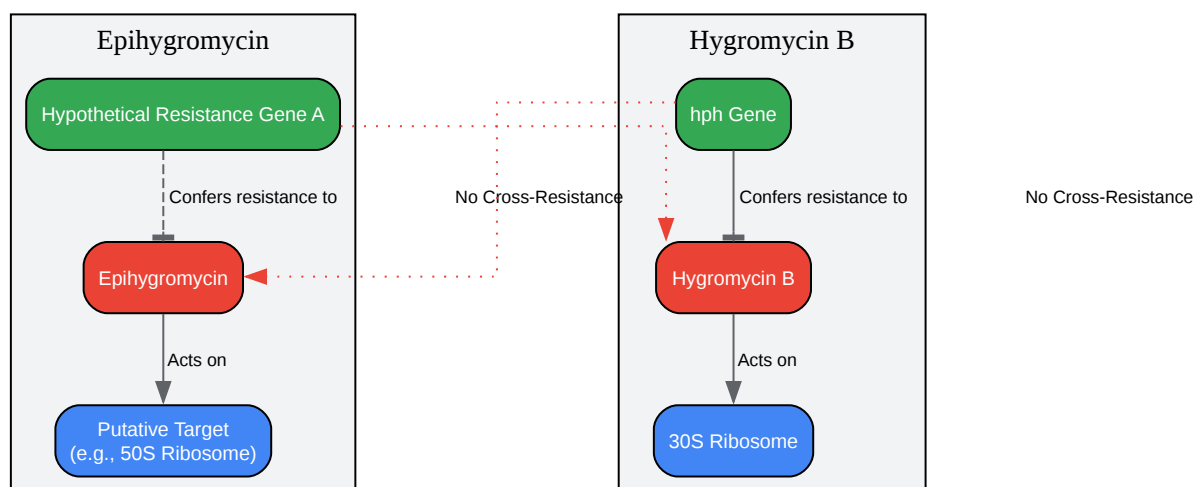 Epihygromycin
Hygromycin B
Hypothetical Resistance Gene A
hph Gene
Confers resistance to
No Cross-Resistance
Confers resistance to
No Cross-Resistance
Epihygromycin
Hygromycin B
Acts on
Acts on
Putative Target
(e.g., 50S Ribosome)
30S Ribosome